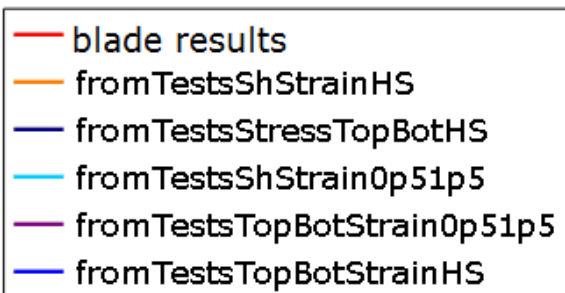 blade results
fromTestsShStrainHS
fromTestsStressTopBotHS
fromTestsShStrain0p51p5
fromTestsTopBotStrain0p51p5
fromTestsTopBotStrainHS